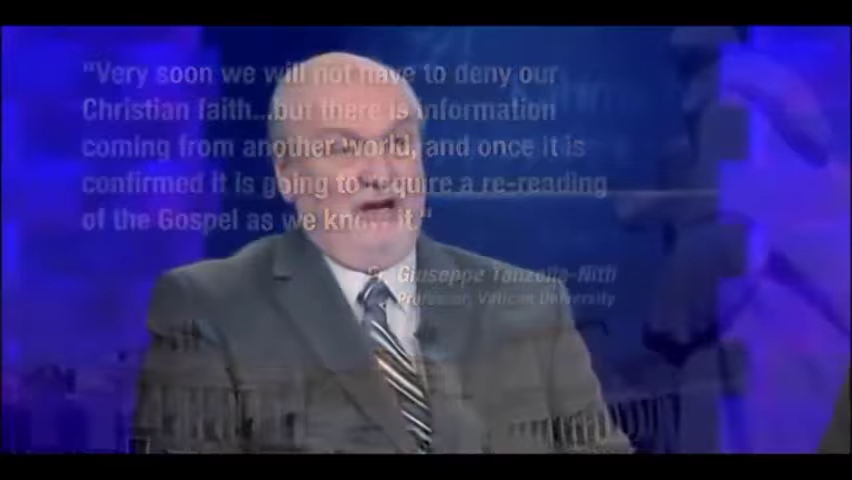 "Very soon we will not have to deny our
Christian faith...but there is information
coming from another world, and once it is
confirmed it is going to require a re-reading
of the Gospel as we know it."
G. Giuseppe Tanzella-Nitti
Professor, Vatican University